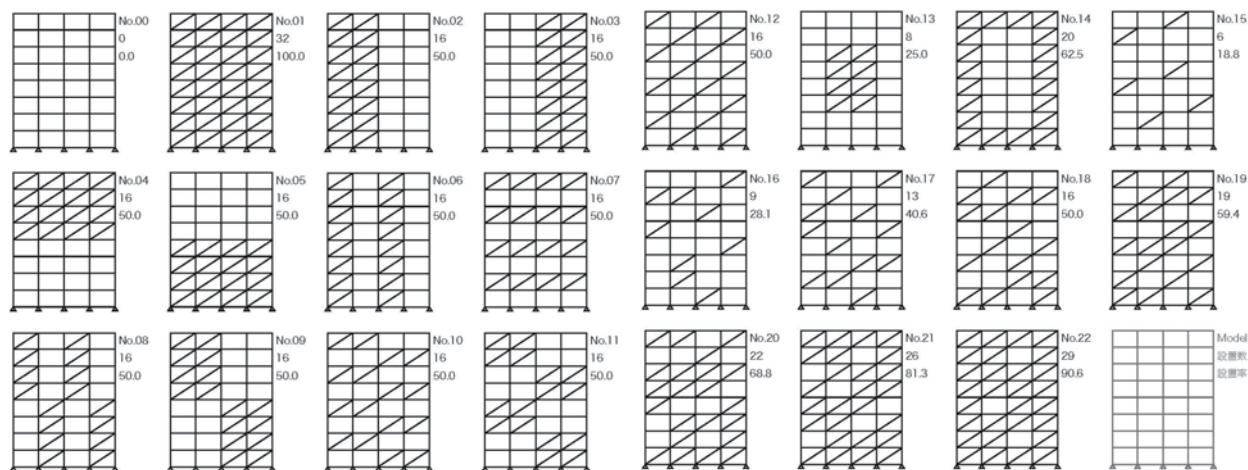 No.00
0
0.0
No.01
32
100.0
No.02
16
50.0
No.03
16
50.0
No.12
16
50.0
No.13
8
25.0
No.14
20
62.5
No.15
6
18.8
No.04
16
50.0
No.05
16
50.0
No.06
16
50.0
No.07
16
50.0
No.16
9
28.1
No.17
13
40.6
No.18
16
50.0
No.19
19
59.4
No.08
16
50.0
No.09
16
50.0
No.10
16
50.0
No.11
16
50.0
No.20
22
68.8
No.21
26
81.3
No.22
29
90.6
Model
設置数
設置率